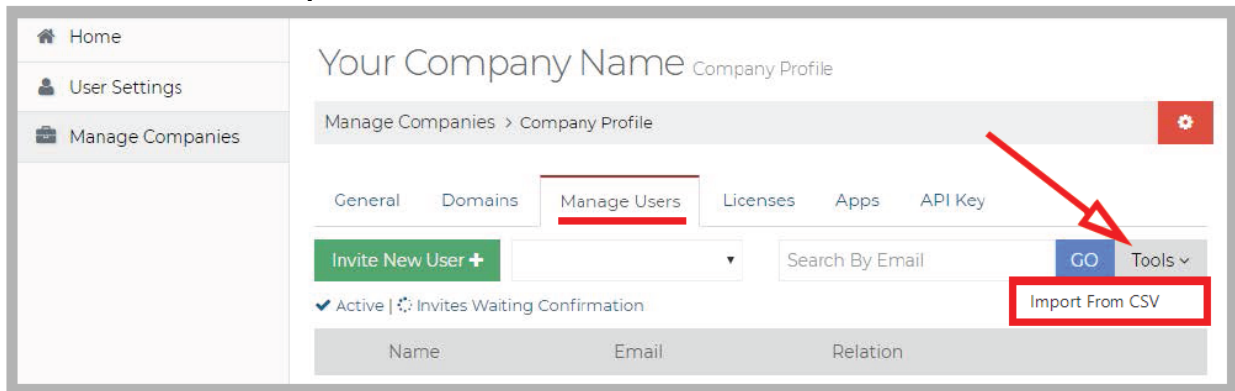 Home
User Settings
Manage Companies
Your Company Name Company Profile
Manage Companies > Company Profile
General Domains Manage Users Licenses Apps API Key
Invite New User + Search By Email GO Tools
Import From CSV
Active | Invites Waiting Confirmation
Name Email Relation